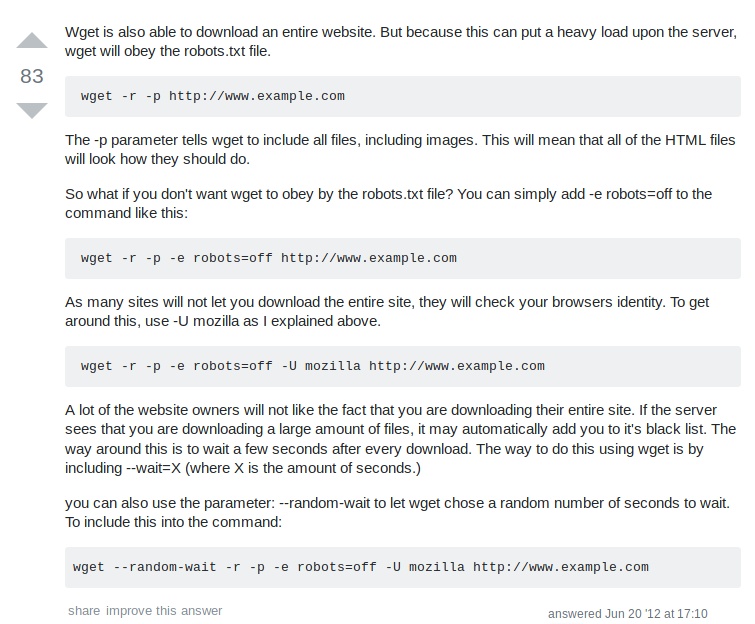 Wget is also able to download an entire website. But because this can put a heavy load upon the server,
wget will obey the robots.txt file.
83
wget -r -p http://www.example.com
The -p parameter tells wget to include all files, including images. This will mean that all of the HTML files
will look how they should do.
So what if you don't want wget to obey by the robots.txt file? You can simply add -e robots=off to the
command like this:
wget -r -p -e robots=off http://www.example.com
As many sites will not let you download the entire site, they will check your browsers identity. To get
around this, use -U mozilla as I explained above.
wget -r -p -e robots=off -U mozilla http://www.example.com
A lot of the website owners will not like the fact that you are downloading their entire site. If the server
sees that you are downloading a large amount of files, it may automatically add you to it's black list. The
way around this is to wait a few seconds after every download. The way to do this using wget is by
including --wait=X (where X is the amount of seconds.)
you can also use the parameter: --random-wait to let wget chose a random number of seconds to wait.
To include this into the command:
wget --random-wait -r -p -e robots=off -U mozilla http://www.example.com
share improve this answer
answered Jun 20 '12 at 17:10